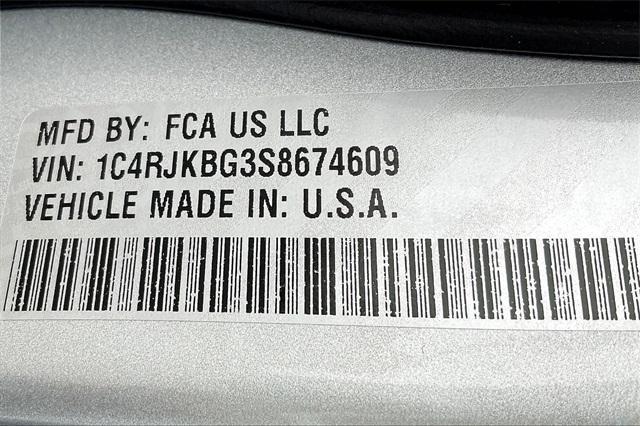 MFD BY: FCA US LLC
VIN: 1C4RJKBG3S8674609
VEHICLE MADE IN: U.S.A.